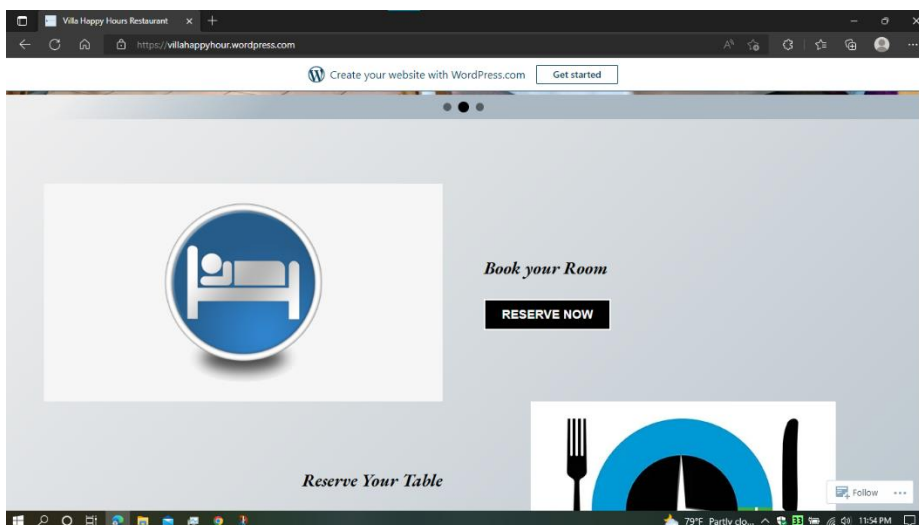 Villa Happy Hours Restaurant
https://villahappyhour.wordpress.com
Create your website with WordPress.com
Get started
Book your Room
RESERVE NOW
Reserve Your Table
Follow
79°F Partly clo...
33
11:54 PM